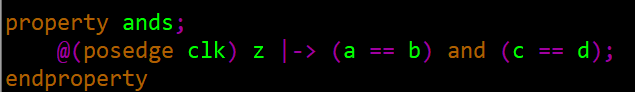 property ands;
    @(posedge clk) z |-> (a == b) and (c == d);
endproperty